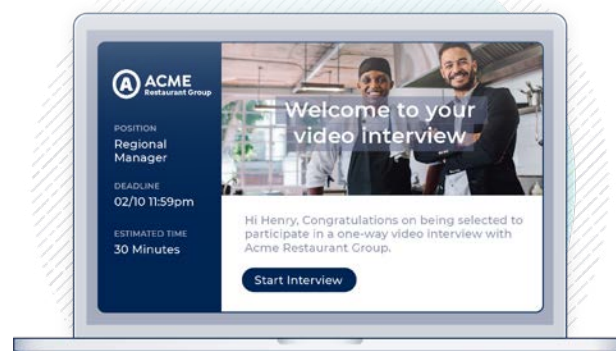 A
ACME
Restaurant Group
POSITION
Regional
Manager
DEADLINE
02/10 11:59pm
ESTIMATED TIME
30 Minutes
Welcome to your
video interview
Hi Henry, Congratulations on being selected to
participate in a one-way video interview with
Acme Restaurant Group.
Start Interview